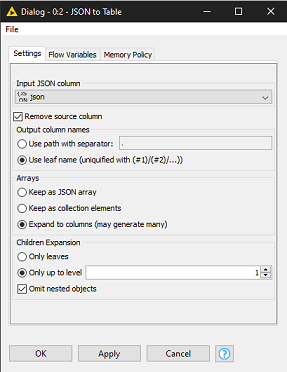 Dialog - 0:2 - JSON to Table
File
Settings Flow Variables Memory Policy
Input JSON column
json
Remove source column
Output column names
Use path with separator: .
Use leaf name (uniquified with (#1)/(#2)/...})
Arrays
Keep as JSON array
Keep as collection elements
Expand to columns (may generate many)
Children Expansion
Only leaves
Only up to level 1
Omit nested objects
OK Apply Cancel ?